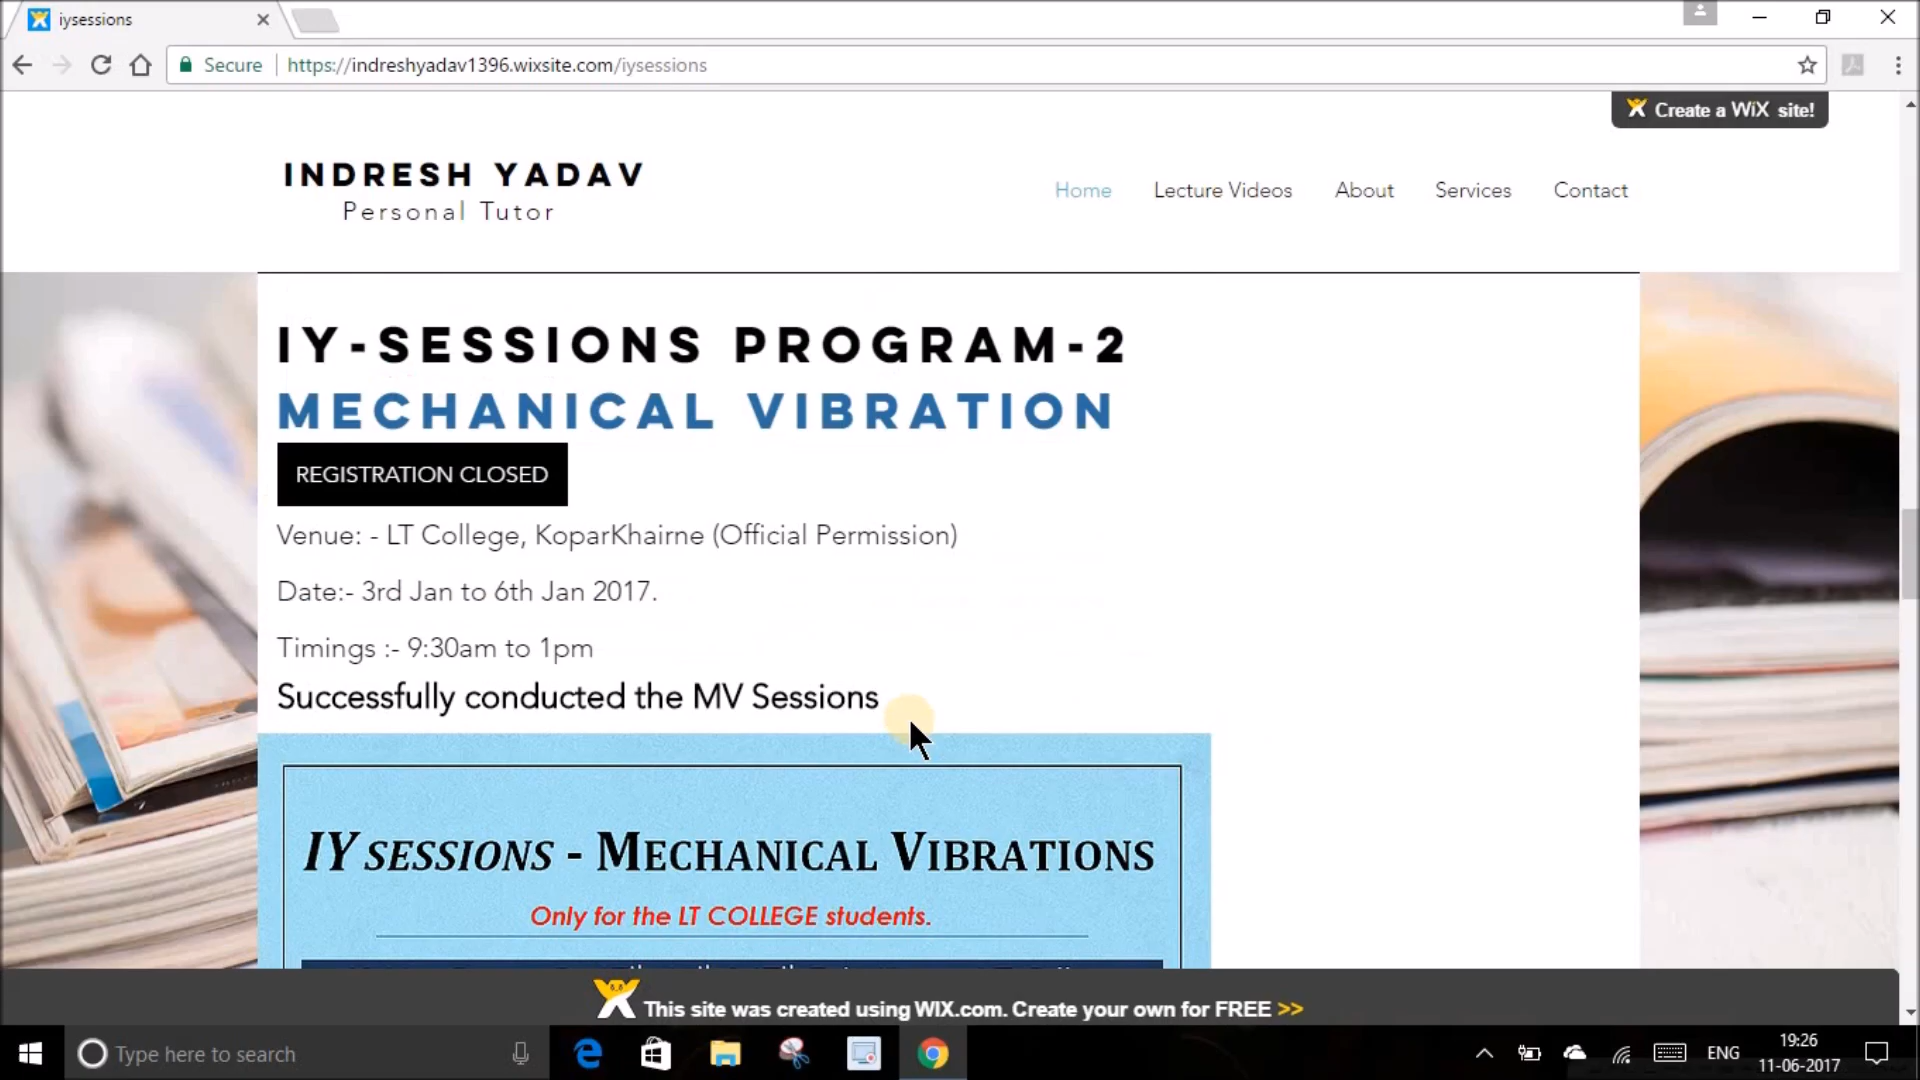 iysessions
Secure
https://indreshyadav1396.wixsite.com/iysessions
Create a WiX site!
INDRESH YADAV
Personal Tutor
Home
Lecture Videos
About
Services
Contact
IY-SESSIONS PROGRAM-2
MECHANICAL VIBRATION
REGISTRATION CLOSED
Venue: - LT College, KoparKhairne (Official Permission)
Date:- 3rd Jan to 6th Jan 2017.
Timings :- 9:30am to 1pm
Successfully conducted the MV Sessions
IY SESSIONS - MECHANICAL VIBRATIONS
Only for the LT COLLEGE students.
This site was created using WIX.com. Create your own for FREE >>
Type here to search
ENG
19:26
11-06-2017